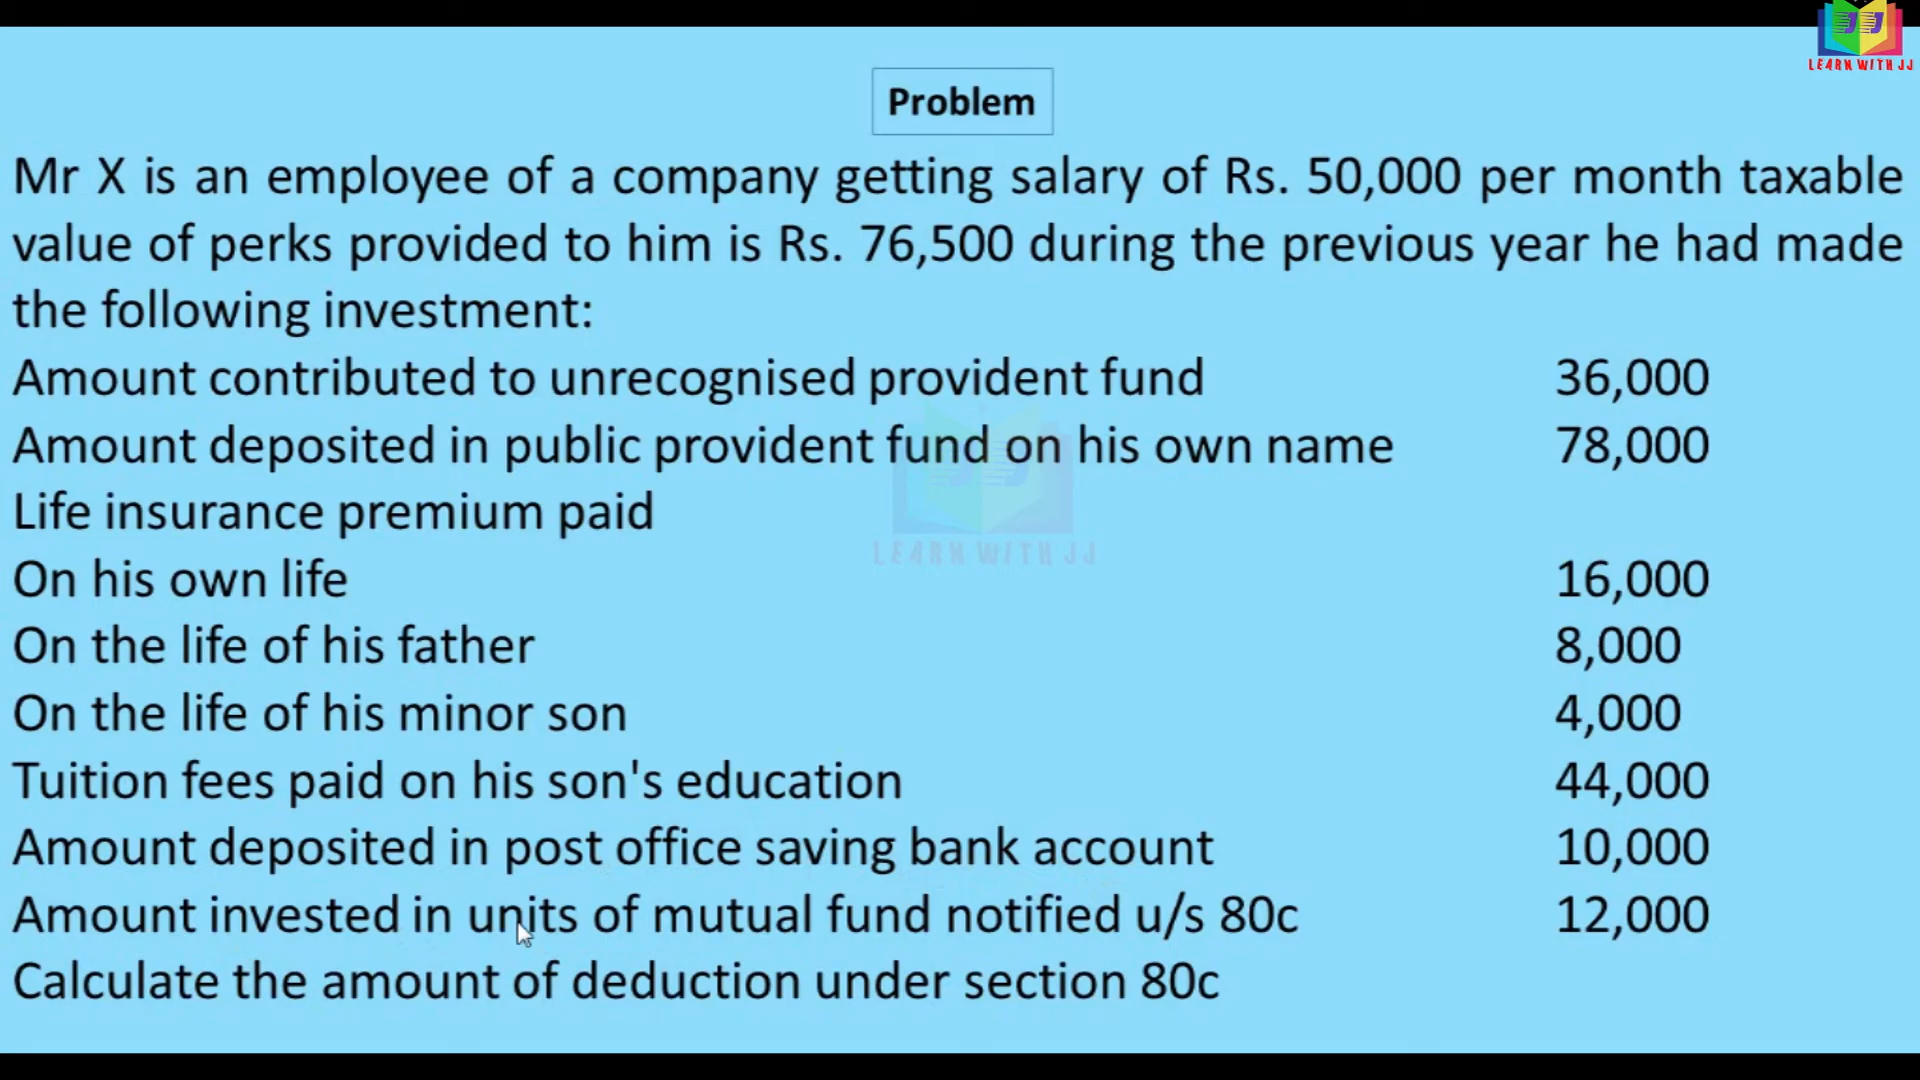 LEARN WITH JJ
Problem
Mr X is an employee of a company getting salary of Rs. 50,000 per month taxable
value of perks provided to him is Rs. 76,500 during the previous year he had made
the following investment:
Amount contributed to unrecognised provident fund 36,000
Amount deposited in public provident fund on his own name 78,000
Life insurance premium paid
LEARN WITH JJ
On his own life 16,000
On the life of his father 8,000
On the life of his minor son 4,000
Tuition fees paid on his son's education 44,000
Amount deposited in post office saving bank account 10,000
Amount invested in units of mutual fund notified u/s 80c 12,000
Calculate the amount of deduction under section 80c